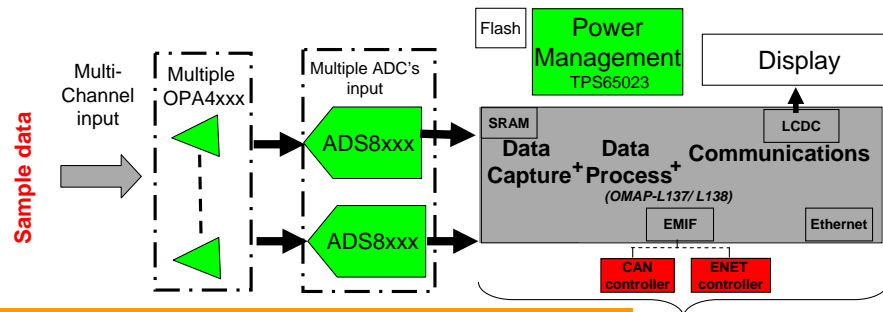 Sample data
Multi-
Channel
input
Multiple
OPA4xxx
Multiple ADC's
input
ADS8xxx
ADS8xxx
Flash
Power
Management
TPS65023
Display
SRAM
LCDC
Data
Capture
+
Data
Process
+
Communications
(OMAP-L137/ L138)
EMIF
Ethernet
CAN
controller
ENET
controller